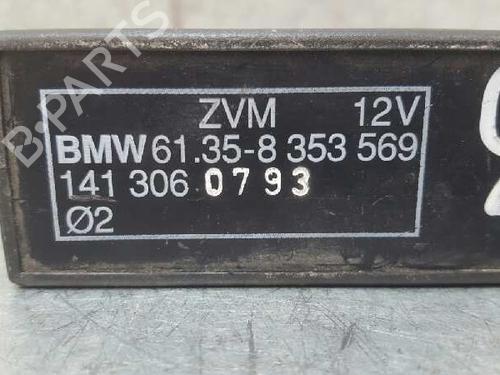 ZVM 12V
BMW 61.35-8 353 569
141 306 0793
Ø2
B-Parts